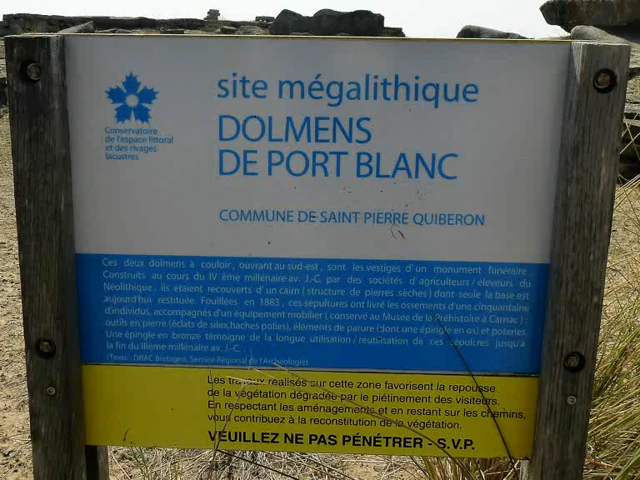 site mégalithique
DOLMENS
DE PORT BLANC
Conservatoire
de l'espace littoral
et des rivages
lacustres
COMMUNE DE SAINT PIERRE QUIBERON
Ces deux dolmens à couloir, ouvrant au sud-est, sont les vestiges d'un monument funéraire.
Construits au cours du IV ème millénaire av. J.-C. par des sociétés d'agriculteurs / éleveurs du
Néolithique, ils étaient recouverts d'un cairn (structure de pierres sèches) dont seule la base est
aujourd'hui restituée. Fouillées en 1883, ces sépultures ont livré les ossements d'une cinquantaine
d'individus, accompagnés d'un équipement mobilier (conservé au Musée de la Préhistoire à Carnac) :
outils en pierre (éclats de silex, haches polies), éléments de parure (dont une épingle en os) et poteries.
Une épingle en bronze témoigne de la longue utilisation / réutilisation de ces sépulcres jusqu'à
la fin du IIIème millénaire av. J.-C.
(Texte : DRAC Bretagne, Service Régional de l'Archéologie)
Les travaux réalisés sur cette zone favorisent la repousse
de la végétation dégradée par le piétinement des visiteurs.
En respectant les aménagements et en restant sur les chemins,
vous contribuez à la reconstitution de la végétation.
VEUILLEZ NE PAS PÉNÉTRER - S.V.P.